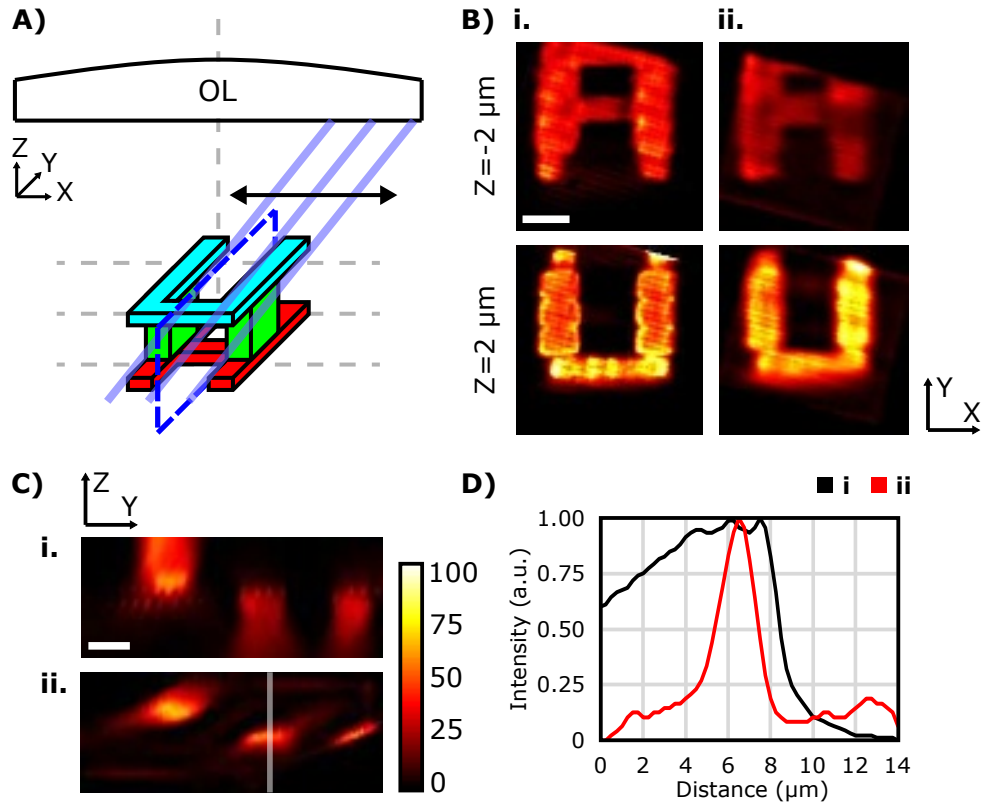 A)
OL
Z
Y
X
B) i. ii.
Z=-2 µm
Z=2 µm
Y
X
C)
Z
Y
i.
ii.
100
75
50
25
0
D)
i ii
Intensity (a.u.)
1.00
0.75
0.50
0.25
0
0 2 4 6 8 10 12 14
Distance (µm)